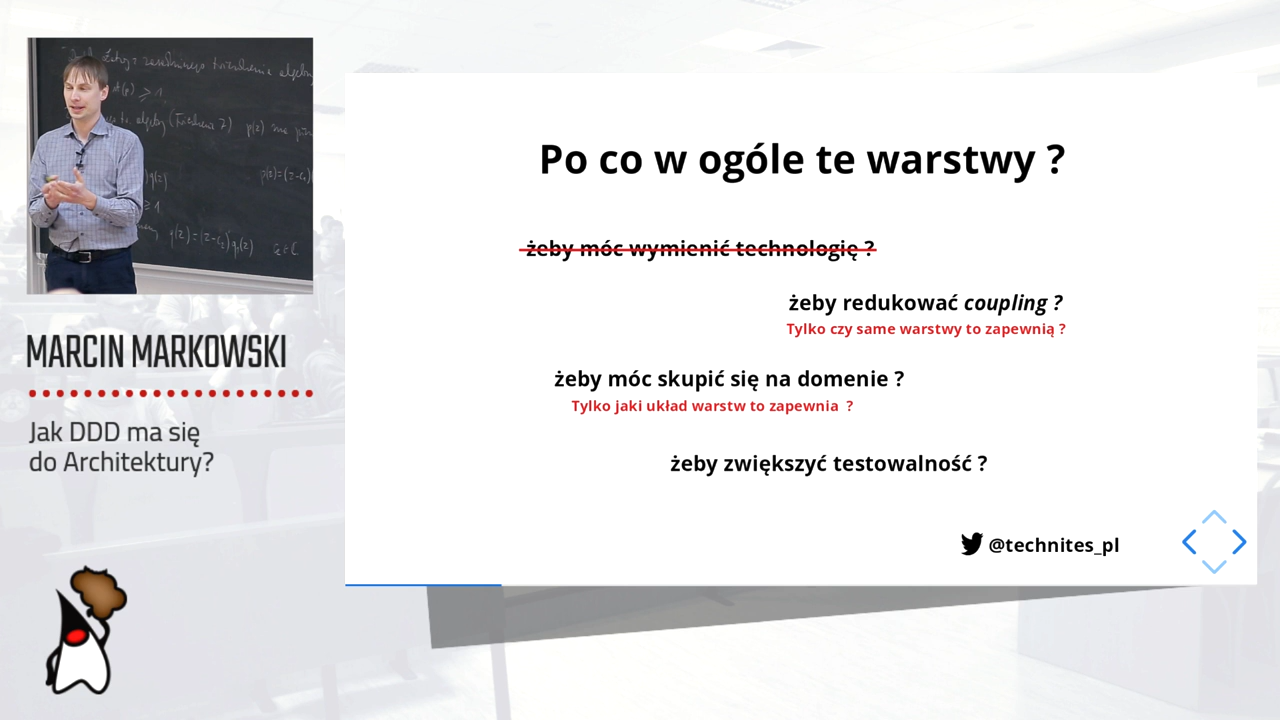 MARCIN MARKOWSKI
Jak DDD ma się
do Architektury?
Po co w ogóle te warstwy ?
żeby móc wymienić technologię ?
żeby redukować coupling ?
Tylko czy same warstwy to zapewnią ?
żeby móc skupić się na domenie ?
Tylko jaki układ warstw to zapewnia ?
żeby zwiększyć testowalność ?
@technites_pl